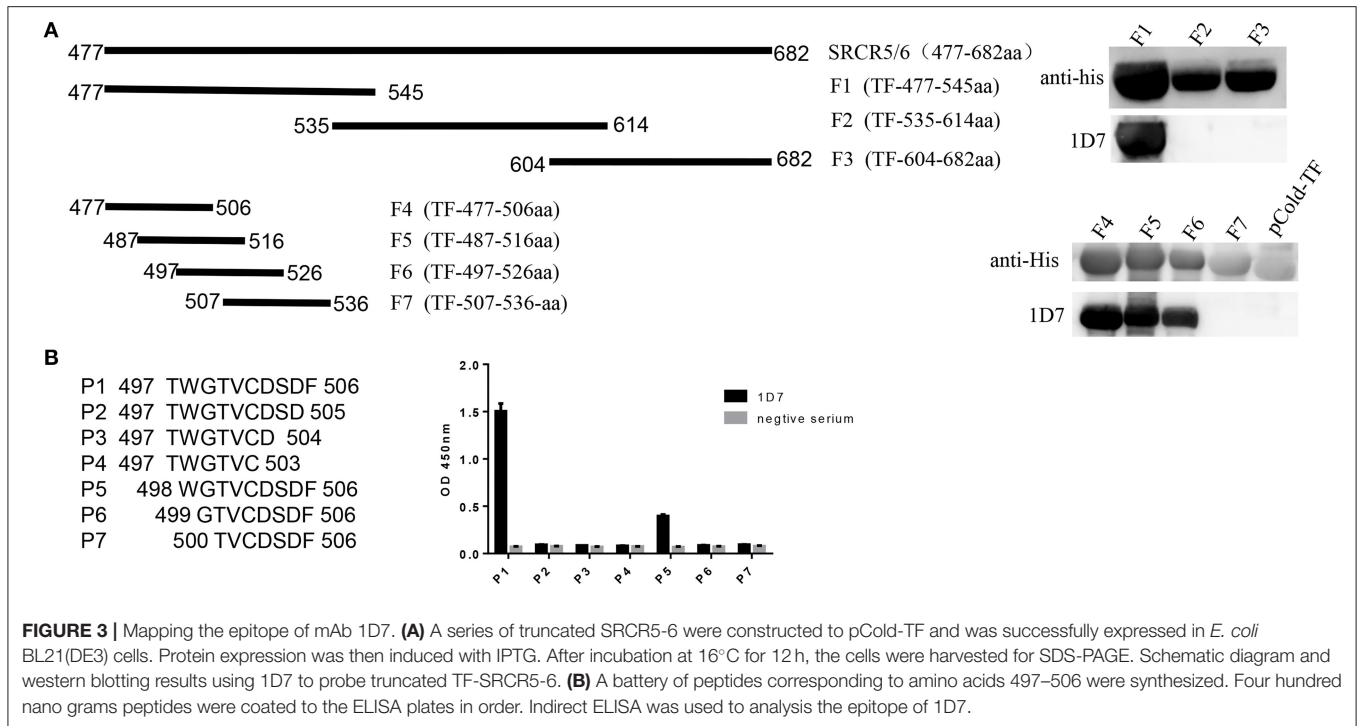 A
477 682 SRCR5/6（477-682aa）
477 545 F1 (TF-477-545aa)
535 614 F2 (TF-535-614aa)
604 682 F3 (TF-604-682aa)
477 506 F4 (TF-477-506aa)
487 516 F5 (TF-487-516aa)
497 526 F6 (TF-497-526aa)
507 536 F7 (TF-507-536-aa)
F1 F2 F3
anti-his
1D7
F4 F5 F6 F7 pCold-TF
anti-His
1D7
B
P1 497 TWGTVCDSDF 506
P2 497 TWGTVCDSD 505
P3 497 TWGTVCD 504
P4 497 TWGTVC 503
P5 498 WGTVCDSDF 506
P6 499 GTVCDSDF 506
P7 500 TVCDSDF 506
OD 450nm
2.0
1.5
1.0
0.5
0.0
P1 P2 P3 P4 P5 P6 P7
1D7
negtive serium
FIGURE 3 | Mapping the epitope of mAb 1D7. (A) A series of truncated SRCR5-6 were constructed to pCold-TF and was successfully expressed in E. coli
BL21(DE3) cells. Protein expression was then induced with IPTG. After incubation at 16°C for 12 h, the cells were harvested for SDS-PAGE. Schematic diagram and
western blotting results using 1D7 to probe truncated TF-SRCR5-6. (B) A battery of peptides corresponding to amino acids 497–506 were synthesized. Four hundred
nano grams peptides were coated to the ELISA plates in order. Indirect ELISA was used to analysis the epitope of 1D7.